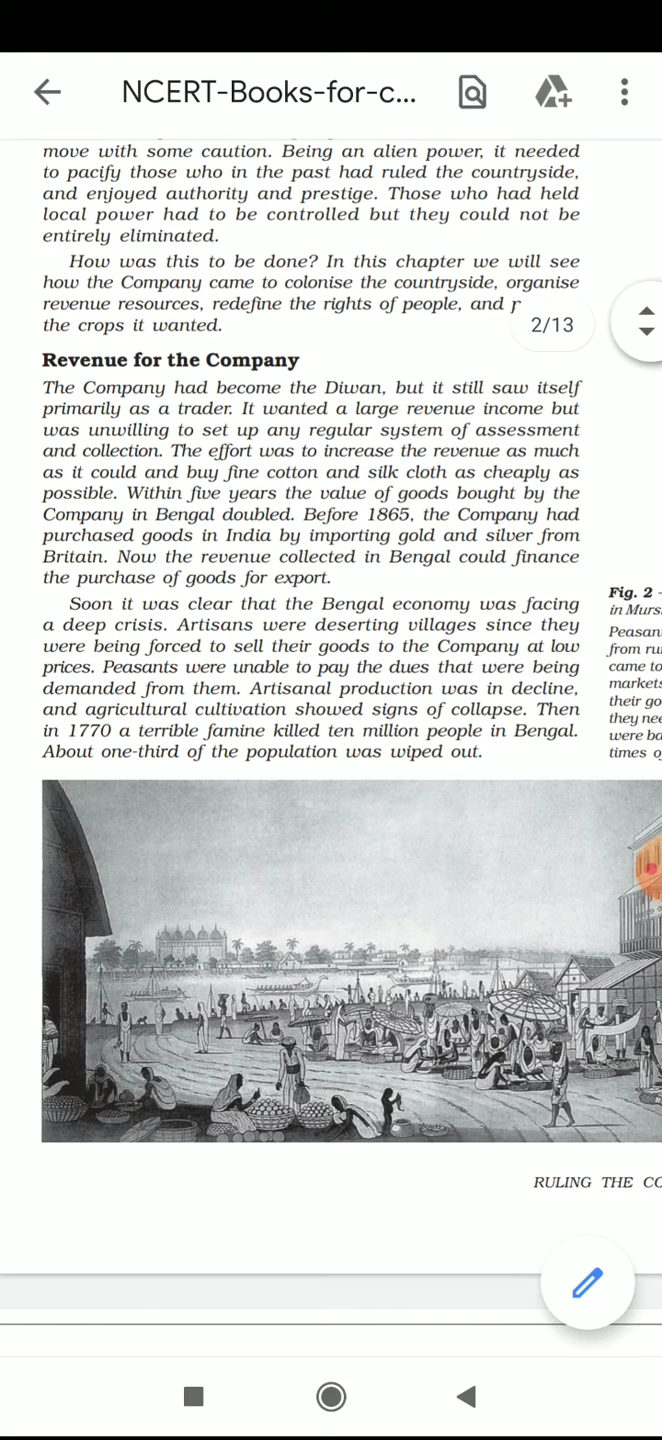 NCERT-Books-for-c...
move with some caution. Being an alien power, it needed
to pacify those who in the past had ruled the countryside,
and enjoyed authority and prestige. Those who had held
local power had to be controlled but they could not be
entirely eliminated.
How was this to be done? In this chapter we will see
how the Company came to colonise the countryside, organise
revenue resources, redefine the rights of people, and
the crops it wanted.
2/13
Revenue for the Company
The Company had become the Diwan, but it still saw itself
primarily as a trader. It wanted a large revenue income but
was unwilling to set up any regular system of assessment
and collection. The effort was to increase the revenue as much
as it could and buy fine cotton and silk cloth as cheaply as
possible. Within five years the value of goods bought by the
Company in Bengal doubled. Before 1865, the Company had
purchased goods in India by importing gold and silver from
Britain. Now the revenue collected in Bengal could finance
the purchase of goods for export.
Soon it was clear that the Bengal economy was facing
a deep crisis. Artisans were deserting villages since they
were being forced to sell their goods to the Company at low
prices. Peasants were unable to pay the dues that were being
demanded from them. Artisanal production was in decline,
and agricultural cultivation showed signs of collapse. Then
in 1770 a terrible famine killed ten million people in Bengal.
About one-third of the population was wiped out.
Fig. 2 -
in Murs
Peasan
from ru
came to
markets
their go
they nee
were ba
times o
RULING THE CO